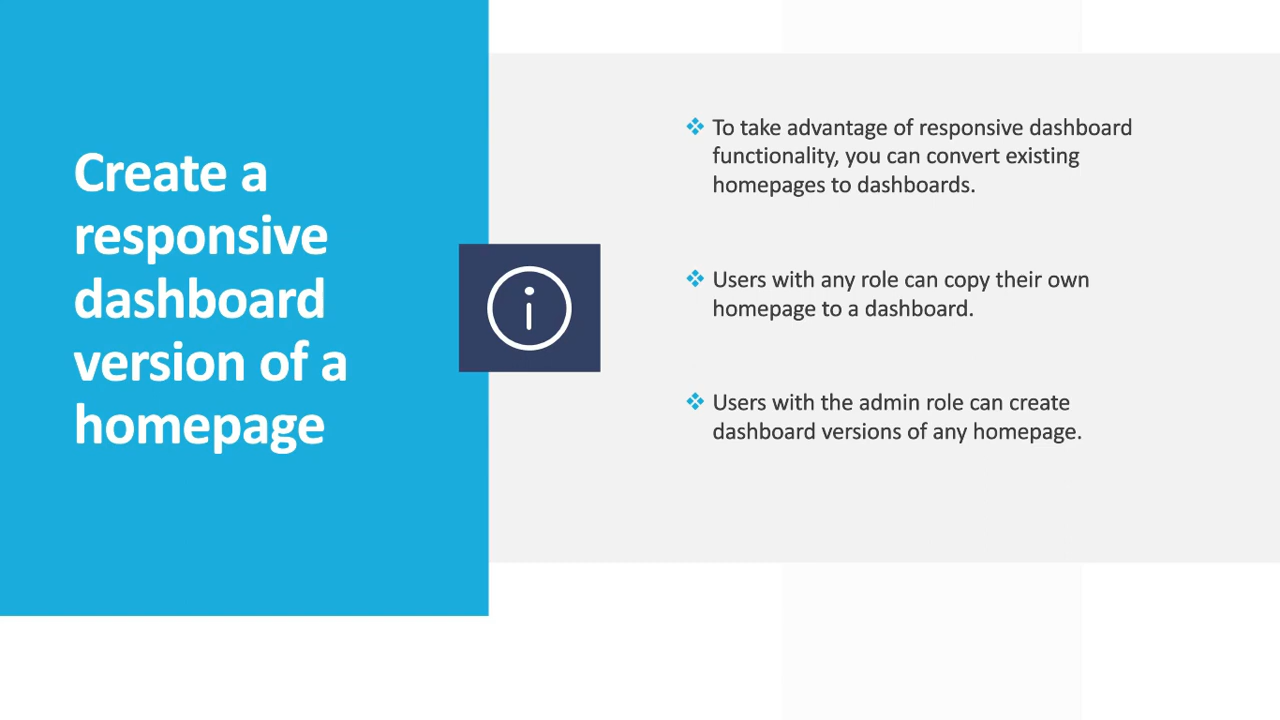 Create a
responsive
dashboard
version of a
homepage
❖ To take advantage of responsive dashboard
functionality, you can convert existing
homepages to dashboards.
❖ Users with any role can copy their own
homepage to a dashboard.
❖ Users with the admin role can create
dashboard versions of any homepage.